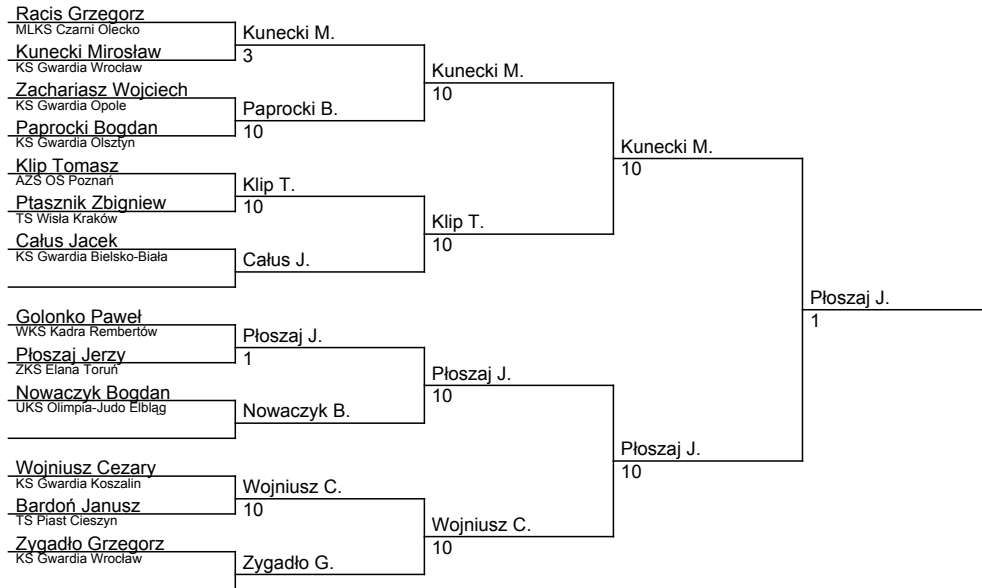 Racis Grzegorz
MLKS Czarni Olecko
Kunecki Mirosław
KS Gwardia Wrocław
Zachariasz Wojciech
KS Gwardia Opole
Paprocki Bogdan
KS Gwardia Olsztyn
Klip Tomasz
AZS OŚ Poznań
Ptasznik Zbigniew
TS Wisła Kraków
Całus Jacek
KS Gwardia Bielsko-Biała
Golonko Paweł
WKS Kadra Rembertów
Płoszaj Jerzy
ZKS Elana Toruń
Nowaczyk Bogdan
UKS Olimpia-Judo Elbląg
Wojniusz Cezary
KS Gwardia Koszalin
Bardoń Janusz
TS Piast Cieszyn
Zygadło Grzegorz
KS Gwardia Wrocław
Kunecki M.
3
Paprocki B.
10
Klip T.
10
Całus J.
Płoszaj J.
1
Nowaczyk B.
Wojniusz C.
10
Zygadło G.
Kunecki M.
10
Klip T.
10
Płoszaj J.
10
Wojniusz C.
10
Kunecki M.
10
Płoszaj J.
10
Płoszaj J.
1